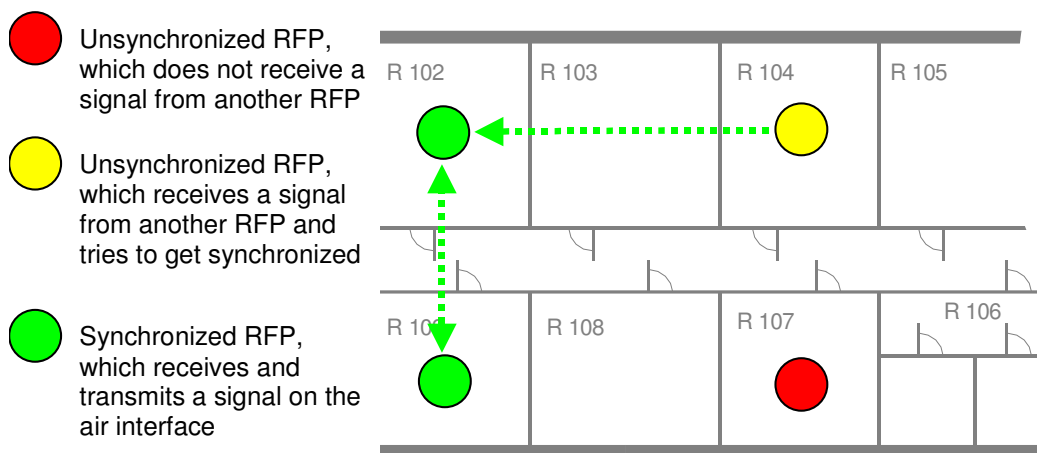 Unsynchronized RFP,
which does not receive a
signal from another RFP
Unsynchronized RFP,
which receives a signal
from another RFP and
tries to get synchronized
Synchronized RFP,
which receives and
transmits a signal on the
air interface
R 102
R 103
R 104
R 105
R 106
R 107
R 108